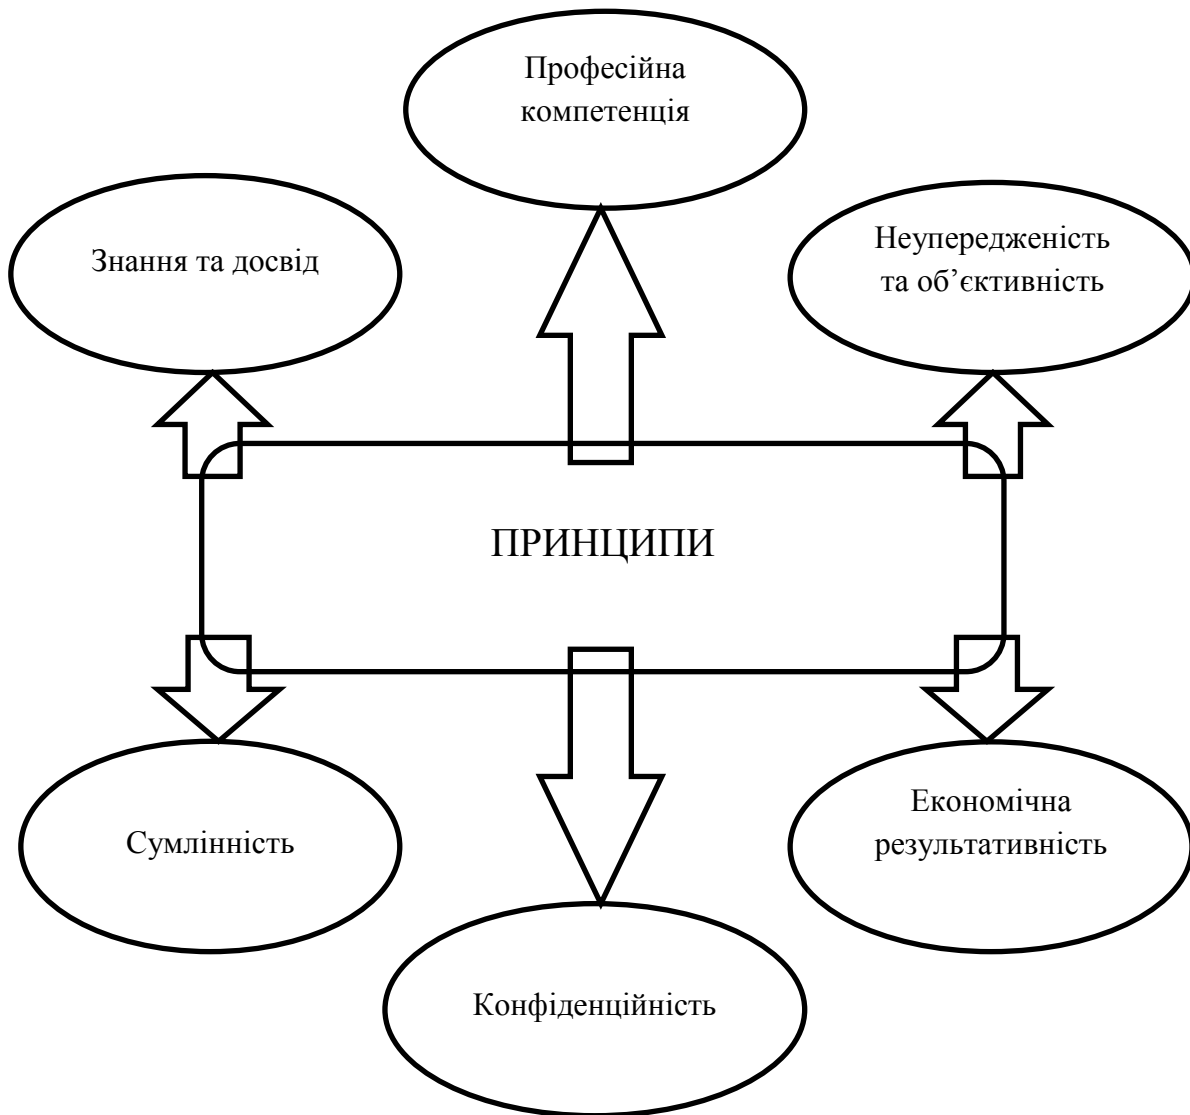 Професійна
компетенція
Знання та досвід
Неупередженість
та об’єктивність
ПРИНЦИПИ
Сумлінність
Економічна
результативність
Конфіденційність